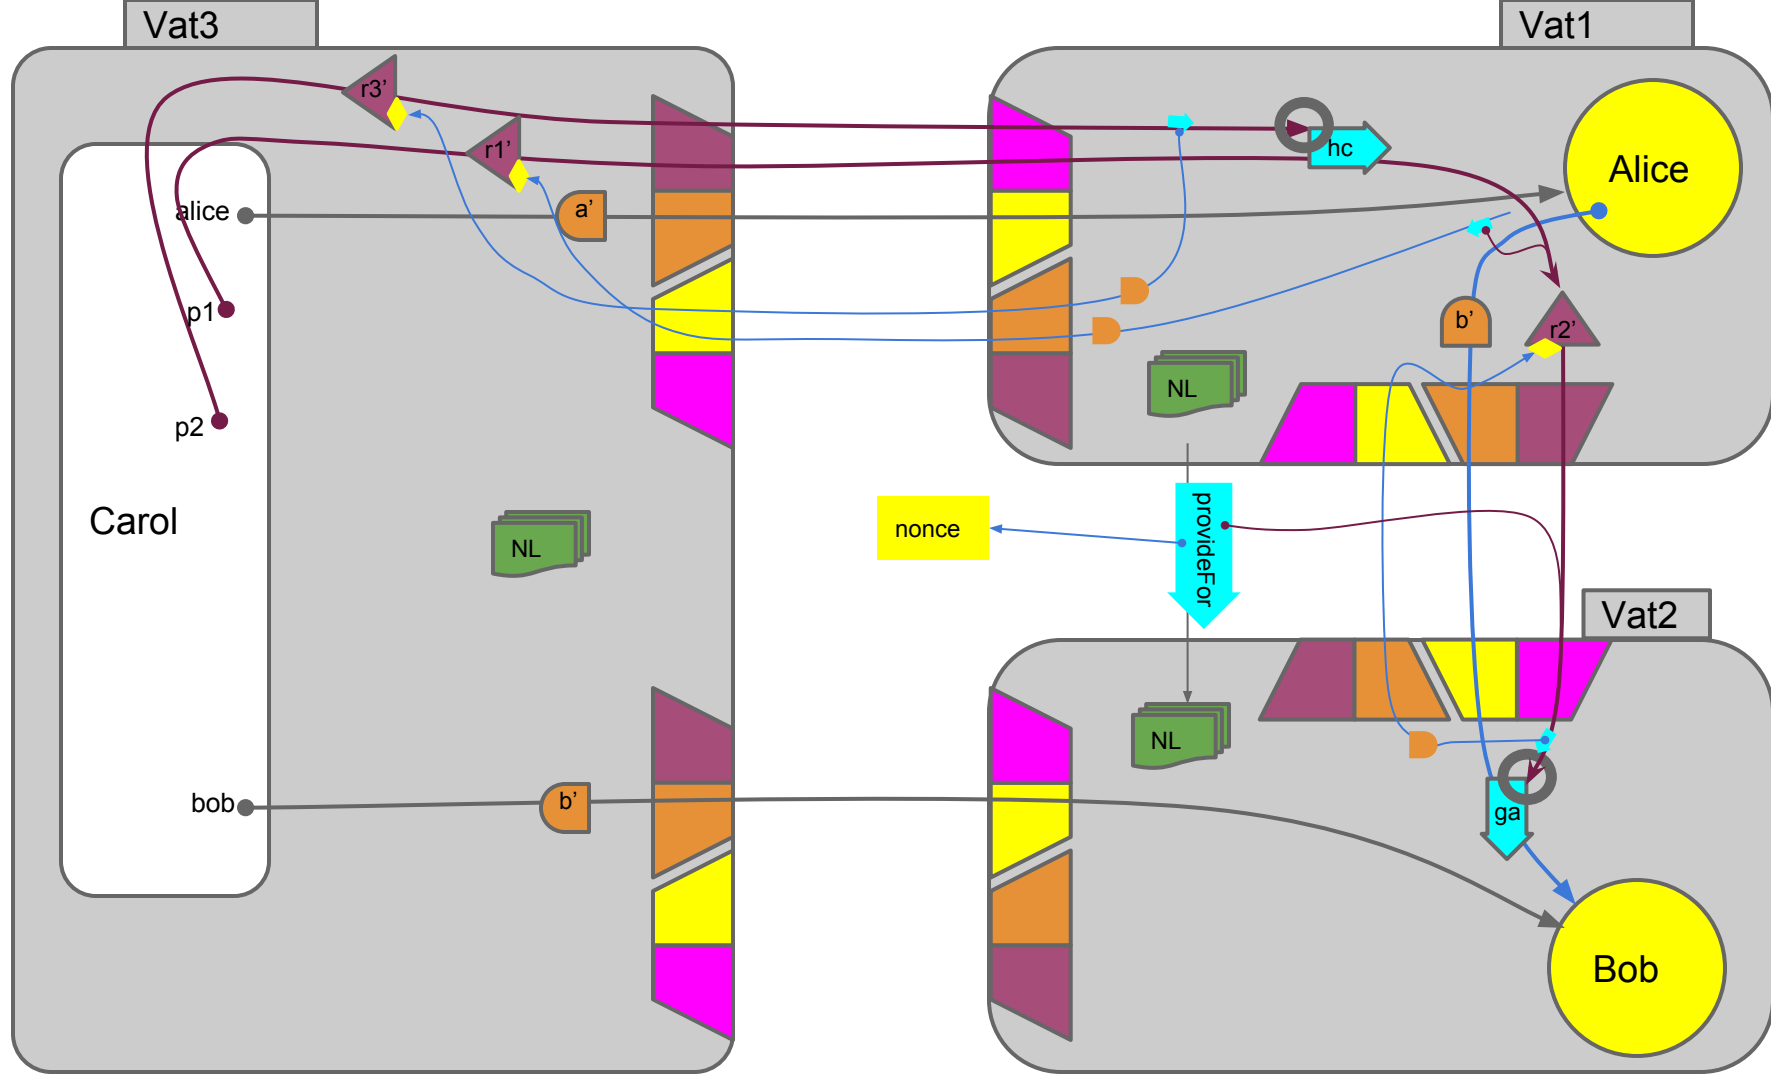 Vat3
Vat1
r3’
r1’
hc
Alice
alice
a’
p1
b’
r2’
NL
p2
Carol
nonce
provideFor
NL
Vat2
NL
bob
b’
ga
Bob